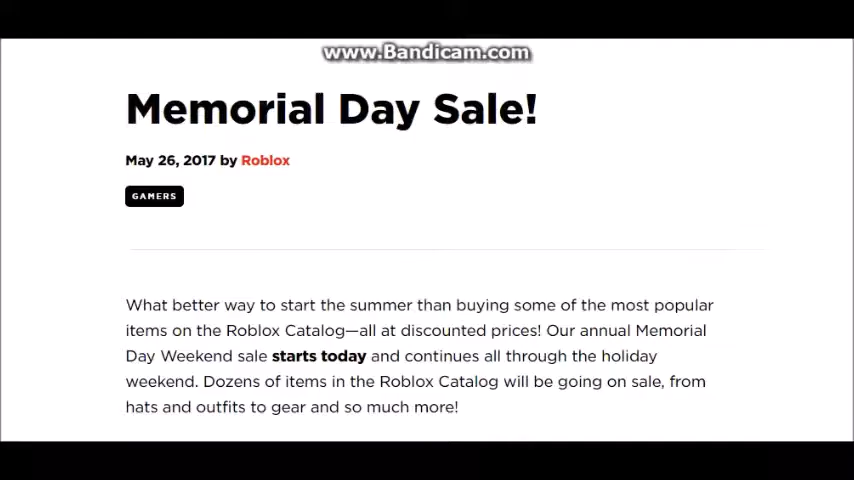 www.Bandicam.com
Memorial Day Sale!
May 26, 2017 by Roblox
GAMERS
What better way to start the summer than buying some of the most popular
items on the Roblox Catalog—all at discounted prices! Our annual Memorial
Day Weekend sale starts today and continues all through the holiday
weekend. Dozens of items in the Roblox Catalog will be going on sale, from
hats and outfits to gear and so much more!